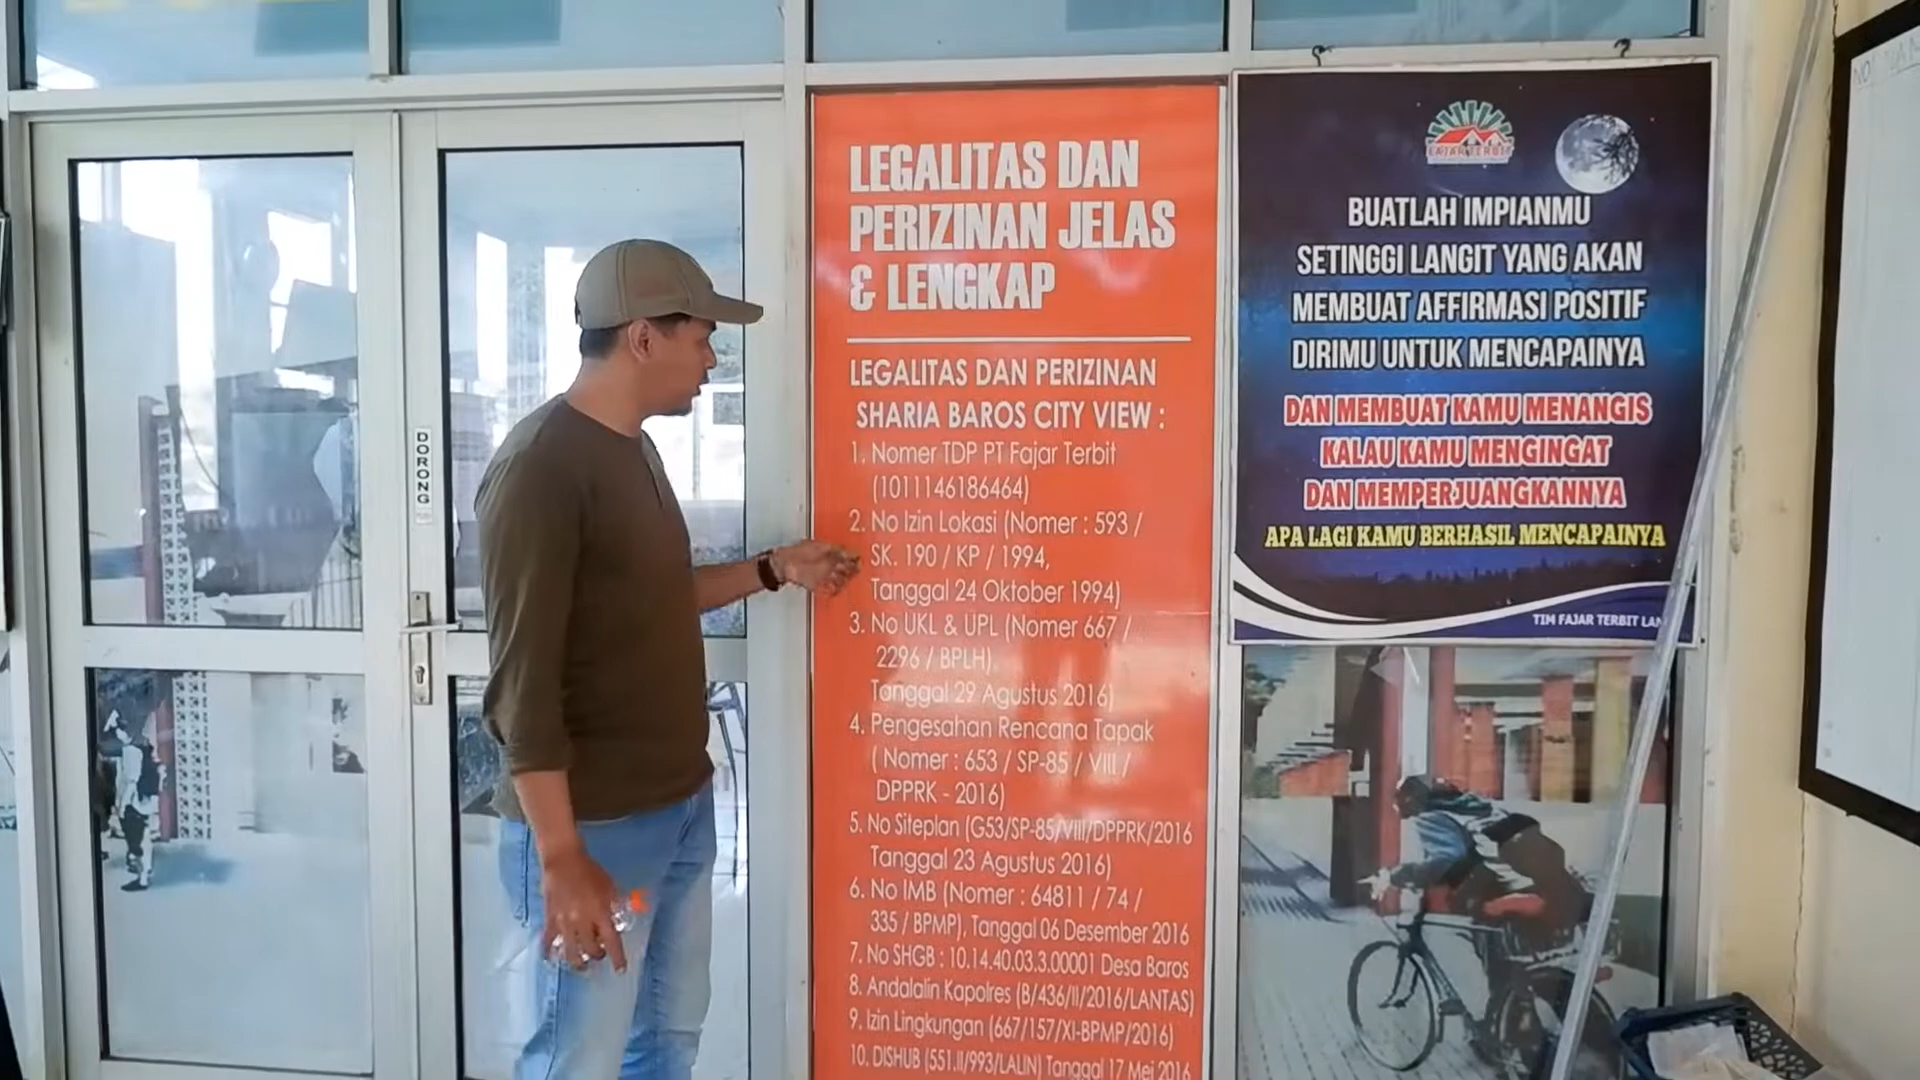 DORONG
LEGALITAS DAN
PERIZINAN JELAS
& LENGKAP
LEGALITAS DAN PERIZINAN
SHARIA BAROS CITY VIEW :
1. Nomer TDP PT Fajar Terbit
(1011146186464)
2. No Izin Lokasi (Nomer : 593 /
SK. 190 / KP / 1994,
Tanggal 24 Oktober 1994)
3. No UKL & UPL (Nomer 667 /
2296 / BPLH),
Tanggal 29 Agustus 2016)
4. Pengesahan Rencana Tapak
( Nomer : 653 / SP-85 / VIII /
DPPRK - 2016)
5. No Siteplan (G53/SP-85/VIII/DPPRK/2016
Tanggal 23 Agustus 2016)
6. No IMB (Nomer : 64811 / 74 /
335 / BPMP), Tanggal 06 Desember 2016
7. No SHGB : 10.14.40.03.3.00001 Desa Baros
8. Andalalin Kapolres (B/436/II/2016/LANTAS)
9. Izin Lingkungan (667/157/XI-BPMP/2016)
10. DISHUB (551.II/993/LALIN) Tanggal 17 Mei 2016
FAJAR TERBIT
BUATLAH IMPIANMU
SETINGGI LANGIT YANG AKAN
MEMBUAT AFFIRMASI POSITIF
DIRIMU UNTUK MENCAPAINYA
DAN MEMBUAT KAMU MENANGIS
KALAU KAMU MENGINGAT
DAN MEMPERJUANGKANNYA
APA LAGI KAMU BERHASIL MENCAPAINYA
TIM FAJAR TERBIT LAN
NO